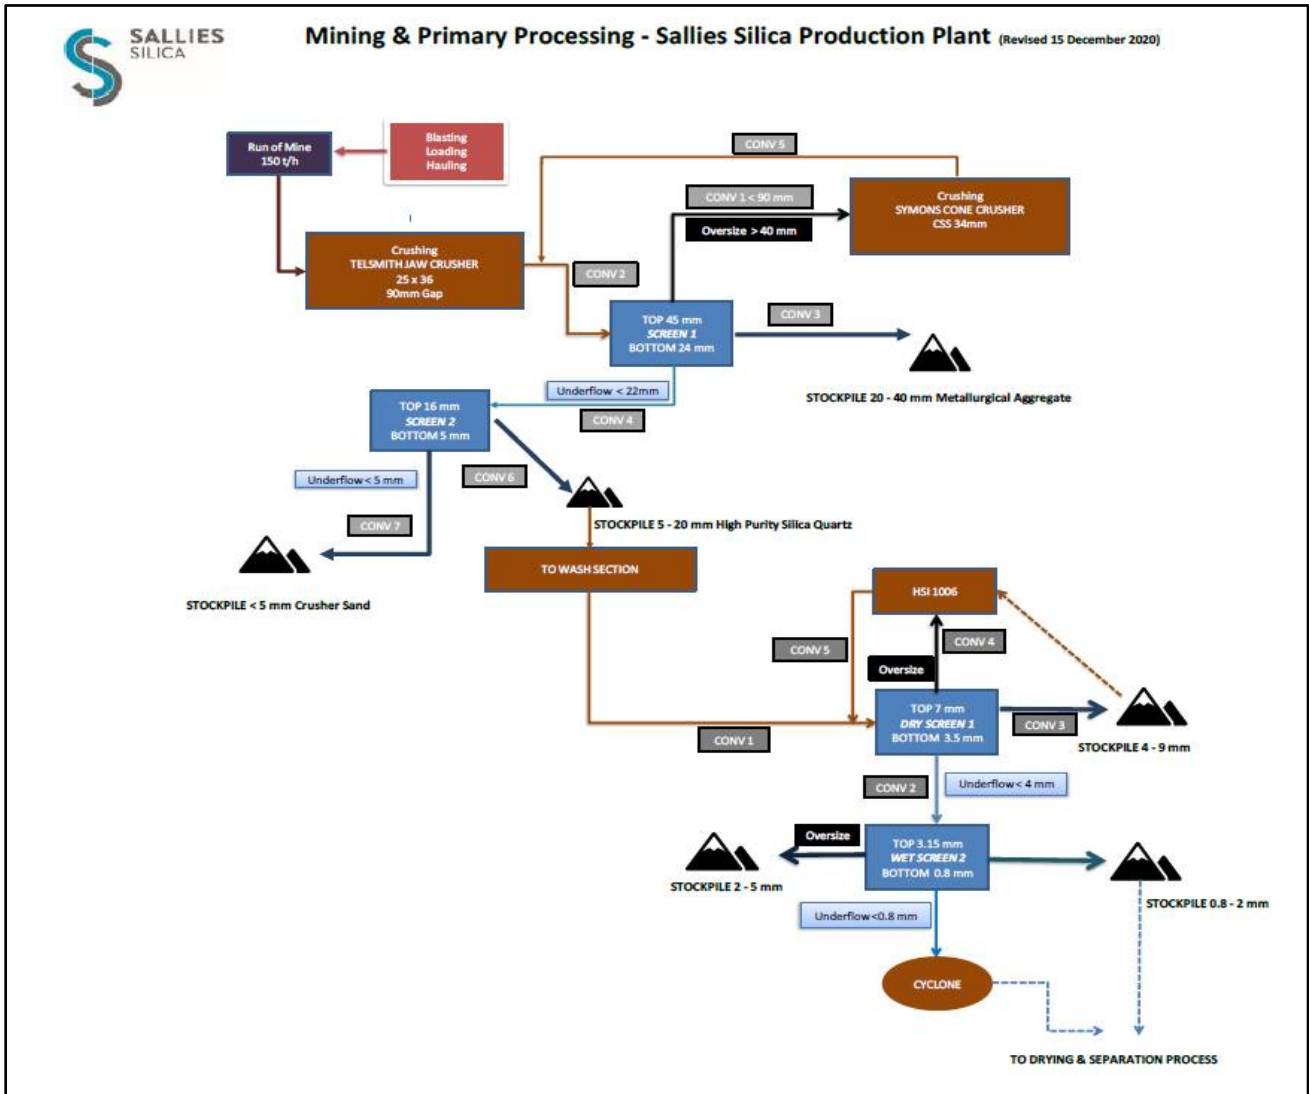 SALLIES
SILICA
Mining & Primary Processing - Sallies Silica Production Plant (Revised 15 December 2020)
Run of Mine
150 t/h
Blasting
Loading
Hauling
CONV 5
CONV 1 < 90 mm
Oversize > 40 mm
Crushing
SYMONS CONE CRUSHER
CSS 34mm
Crushing
TELSMITH JAW CRUSHER
25 x 36
90mm Gap
CONV 2
TOP 45 mm
SCREEN 1
BOTTOM 24 mm
CONV 3
STOCKPILE 20 - 40 mm Metallurgical Aggregate
Underflow < 22mm
CONV 4
TOP 16 mm
SCREEN 2
BOTTOM 5 mm
Underflow < 5 mm
CONV 6
CONV 7
STOCKPILE 5 - 20 mm High Purity Silica Quartz
STOCKPILE < 5 mm Crusher Sand
TO WASH SECTION
HSI 1006
CONV 5
CONV 4
Oversize
CONV 1
TOP 7 mm
DRY SCREEN 1
BOTTOM 3.5 mm
CONV 3
STOCKPILE 4 - 9 mm
CONV 2
Underflow < 4 mm
Oversize
TOP 3.15 mm
WET SCREEN 2
BOTTOM 0.8 mm
STOCKPILE 2 - 5 mm
STOCKPILE 0.8 - 2 mm
Underflow <0.8 mm
CYCLONE
TO DRYING & SEPARATION PROCESS